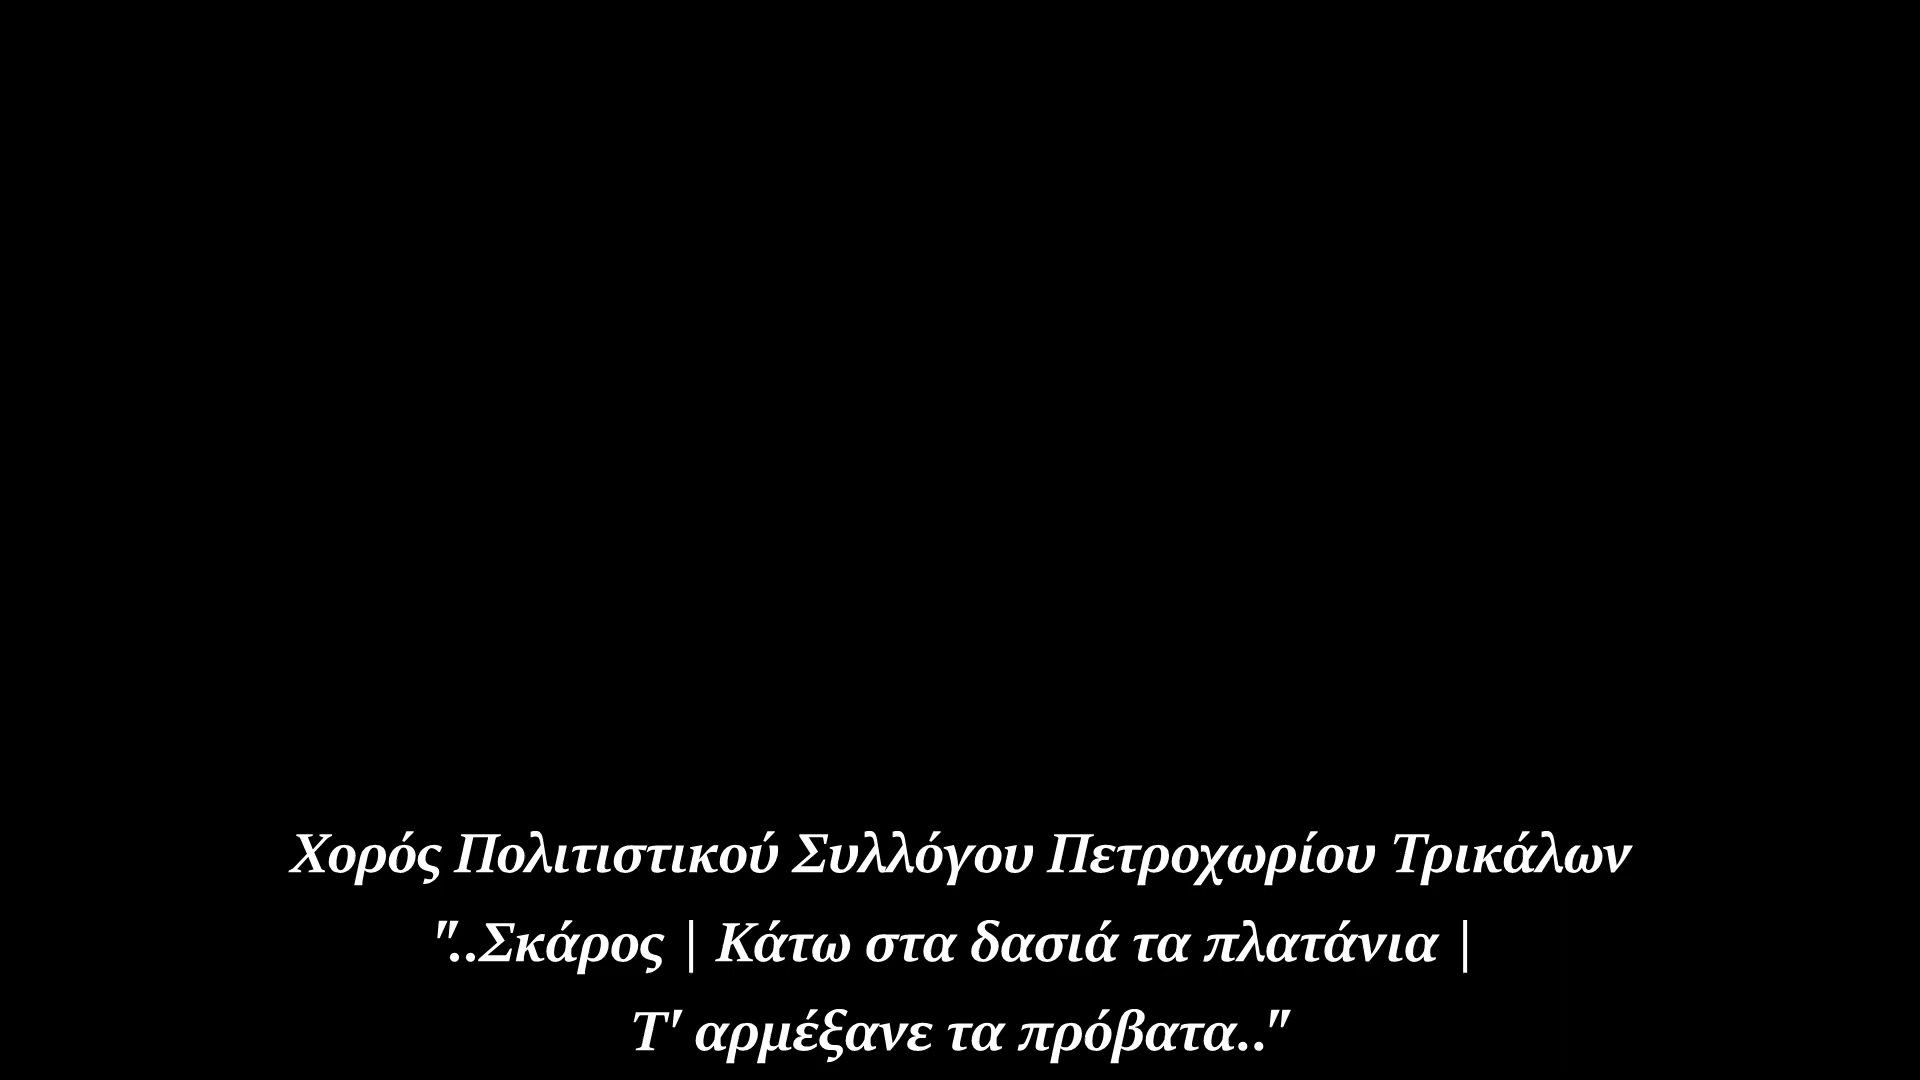 Χορός Πολιτιστικού Συλλόγου Πετροχωρίου Τρικάλων
"..Σκάρος | Κάτω στα δασιά τα πλατάνια |
Τ' αρμέξανε τα πρόβατα.."